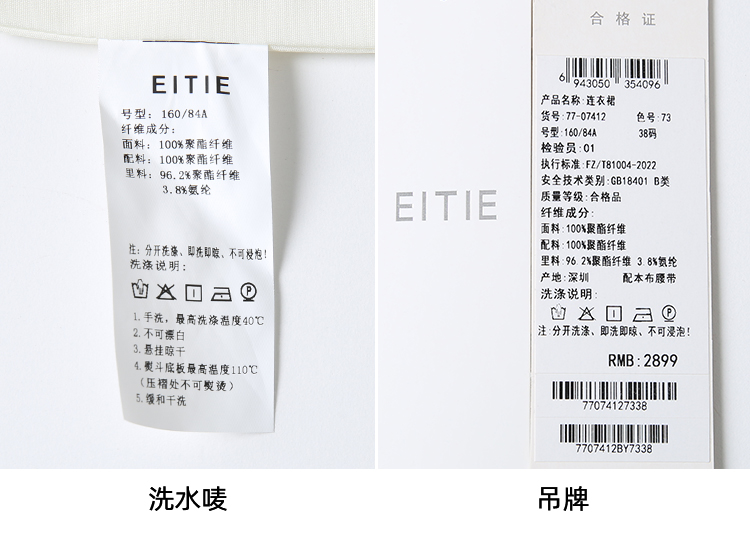 EITIE
号型：160/84A
纤维成分：
面料：100%聚酯纤维
配料：100%聚酯纤维
里料：96.2%聚酯纤维
3.8%氨纶
注：分开洗涤、即洗即晾、不可浸泡！
洗涤说明：
1.手洗，最高洗涤温度40℃
2.不可漂白
3.悬挂晾干
4.熨斗底板最高温度110℃
（压褶处不可熨烫）
5.缓和干洗
洗水唛
EITIE
合格证
6 943050 354096
产品名称：连衣裙
货号：77-07412 色号：73
号型：160/84A 38码
检验员：01
执行标准：FZ/T81004-2022
安全技术类别：GB18401 B类
质量等级：合格品
纤维成分：
面料：100%聚酯纤维
配料：100%聚酯纤维
里料：96.2%聚酯纤维 3.8%氨纶
产地：深圳 配本布腰带
洗涤说明：
注：分开洗涤、即洗即晾、不可浸泡！
RMB：2899
77074127338
7707412BY7338
吊牌